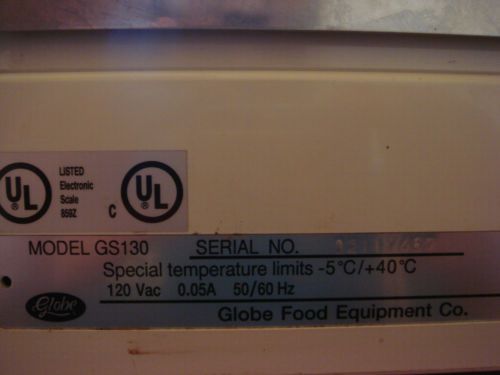 UL
LISTED
Electronic
Scale
859Z
C UL
MODEL GS130 SERIAL NO.
Special temperature limits -5°C/+40°C
120 Vac 0.05A 50/60 Hz
Globe
Globe Food Equipment Co.